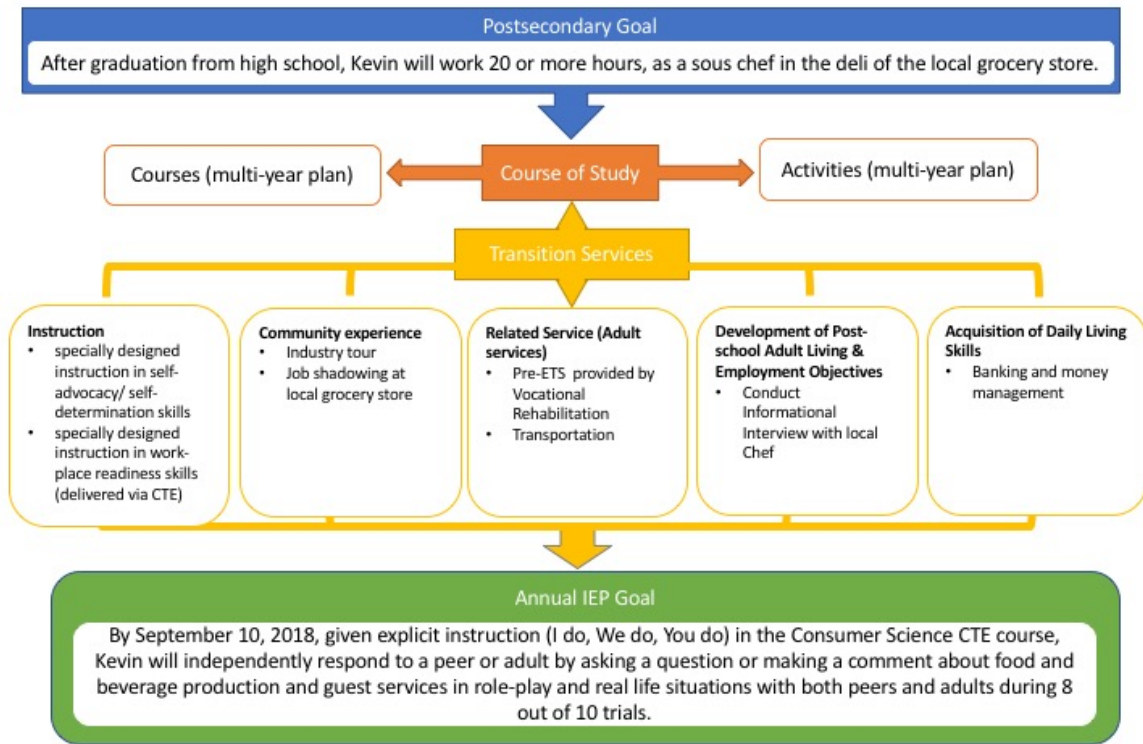 Postsecondary Goal
After graduation from high school, Kevin will work 20 or more hours, as a sous chef in the deli of the local grocery store.
Courses (multi-year plan)
Course of Study
Activities (multi-year plan)
Transition Services
Instruction
• specially designed
instruction in self-
advocacy/ self-
determination skills
• specially designed
instruction in work-
place readiness skills
(delivered via CTE)
Community experience
• Industry tour
• Job shadowing at
local grocery store
Related Service (Adult
services)
• Pre-ETS provided by
Vocational
Rehabilitation
• Transportation
Development of Post-
school Adult Living &
Employment Objectives
• Conduct
Informational
Interview with local
Chef
Acquisition of Daily Living
Skills
• Banking and money
management
Annual IEP Goal
By September 10, 2018, given explicit instruction (I do, We do, You do) in the Consumer Science CTE course,
Kevin will independently respond to a peer or adult by asking a question or making a comment about food and
beverage production and guest services in role-play and real life situations with both peers and adults during 8
out of 10 trials.